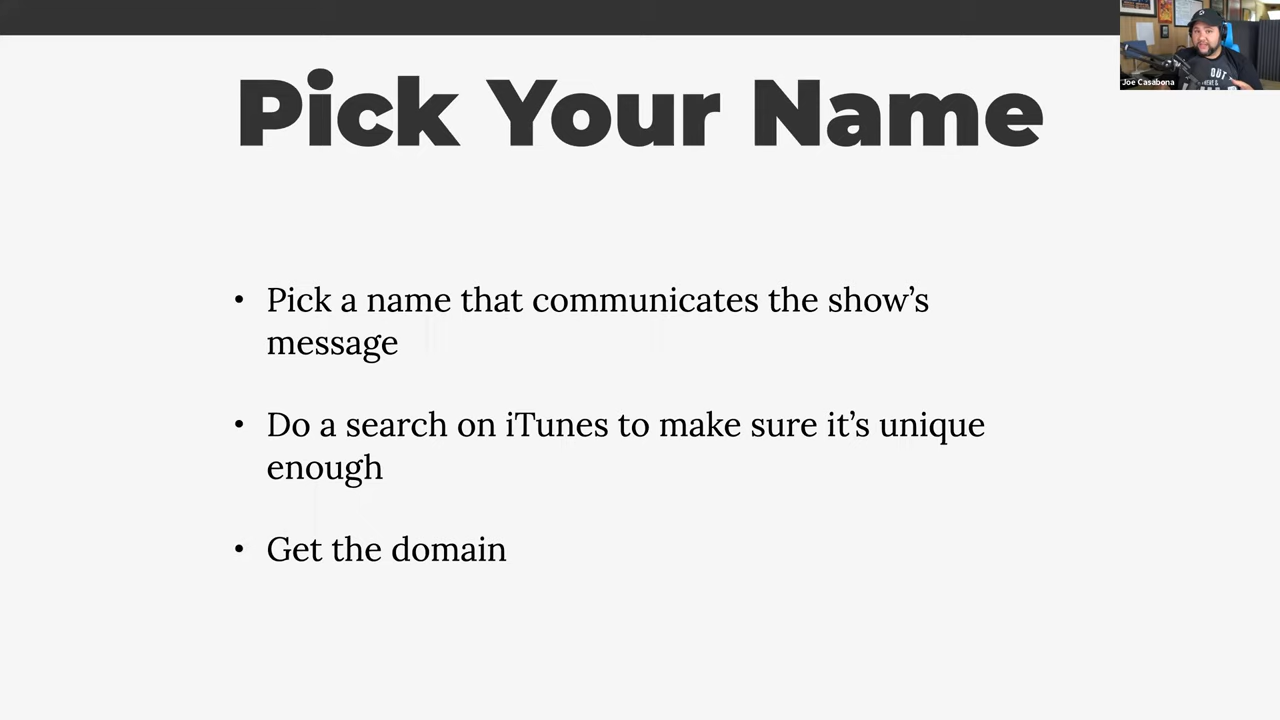 Pick Your Name
Joe Casabona
OUT
• Pick a name that communicates the show's
message
• Do a search on iTunes to make sure it's unique
enough
• Get the domain